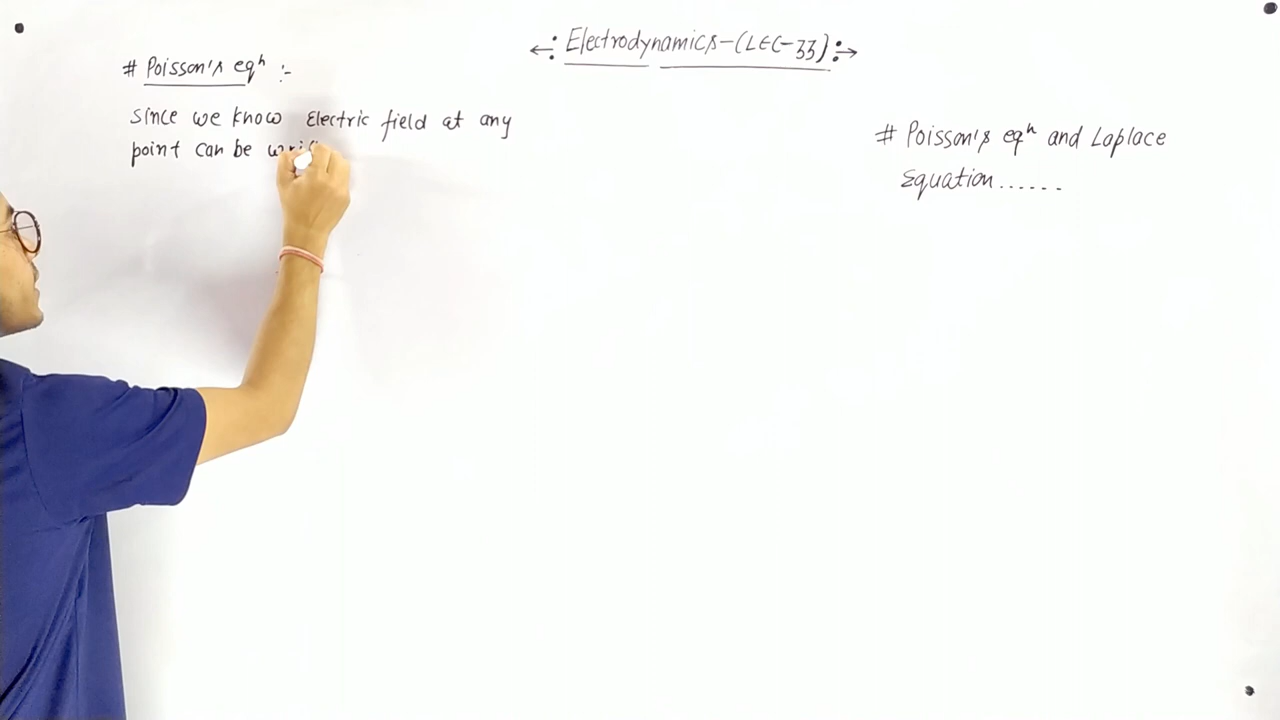 ←: Electrodynamics-(LEC-33) :→
# Poisson's eqⁿ :-
since we know Electric field at any
point can be
# Poisson's eqⁿ and Laplace
Equation......